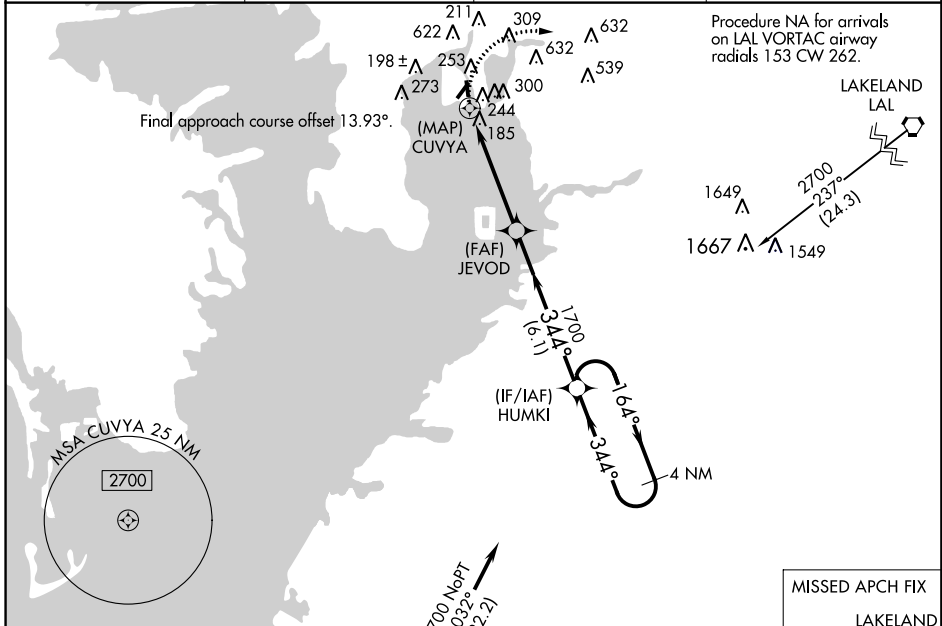 211
309
622
632
632
198 ±
253
539
273
300
244
185
Final approach course offset 13.93°.
(MAP)
CUVYA
Procedure NA for arrivals
on LAL VORTAC airway
radials 153 CW 262.
LAKELAND
LAL
2700
237°
(24.3)
1649
1667
1549
(FAF)
JEVOD
1700
344°
(6.1)
(IF/IAF)
HUMKI
164°
344°
4 NM
MSA CUVYA 25 NM
2700
NoPT
032°
MISSED APCH FIX
LAKELAND